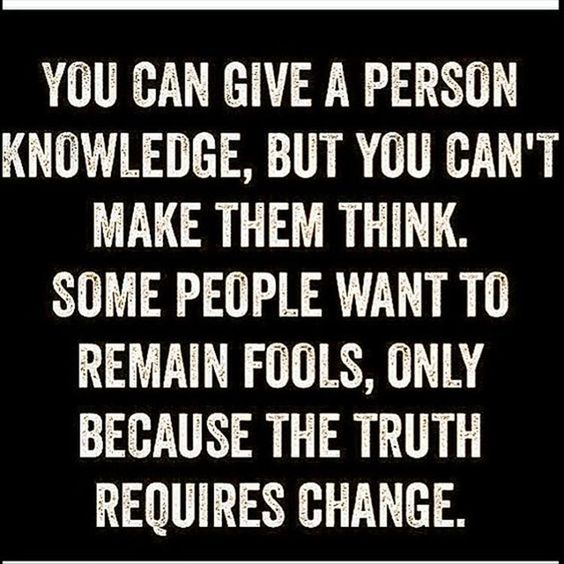 YOU CAN GIVE A PERSON
KNOWLEDGE, BUT YOU CAN'T
MAKE THEM THINK.
SOME PEOPLE WANT TO
REMAIN FOOLS, ONLY
BECAUSE THE TRUTH
REQUIRES CHANGE.